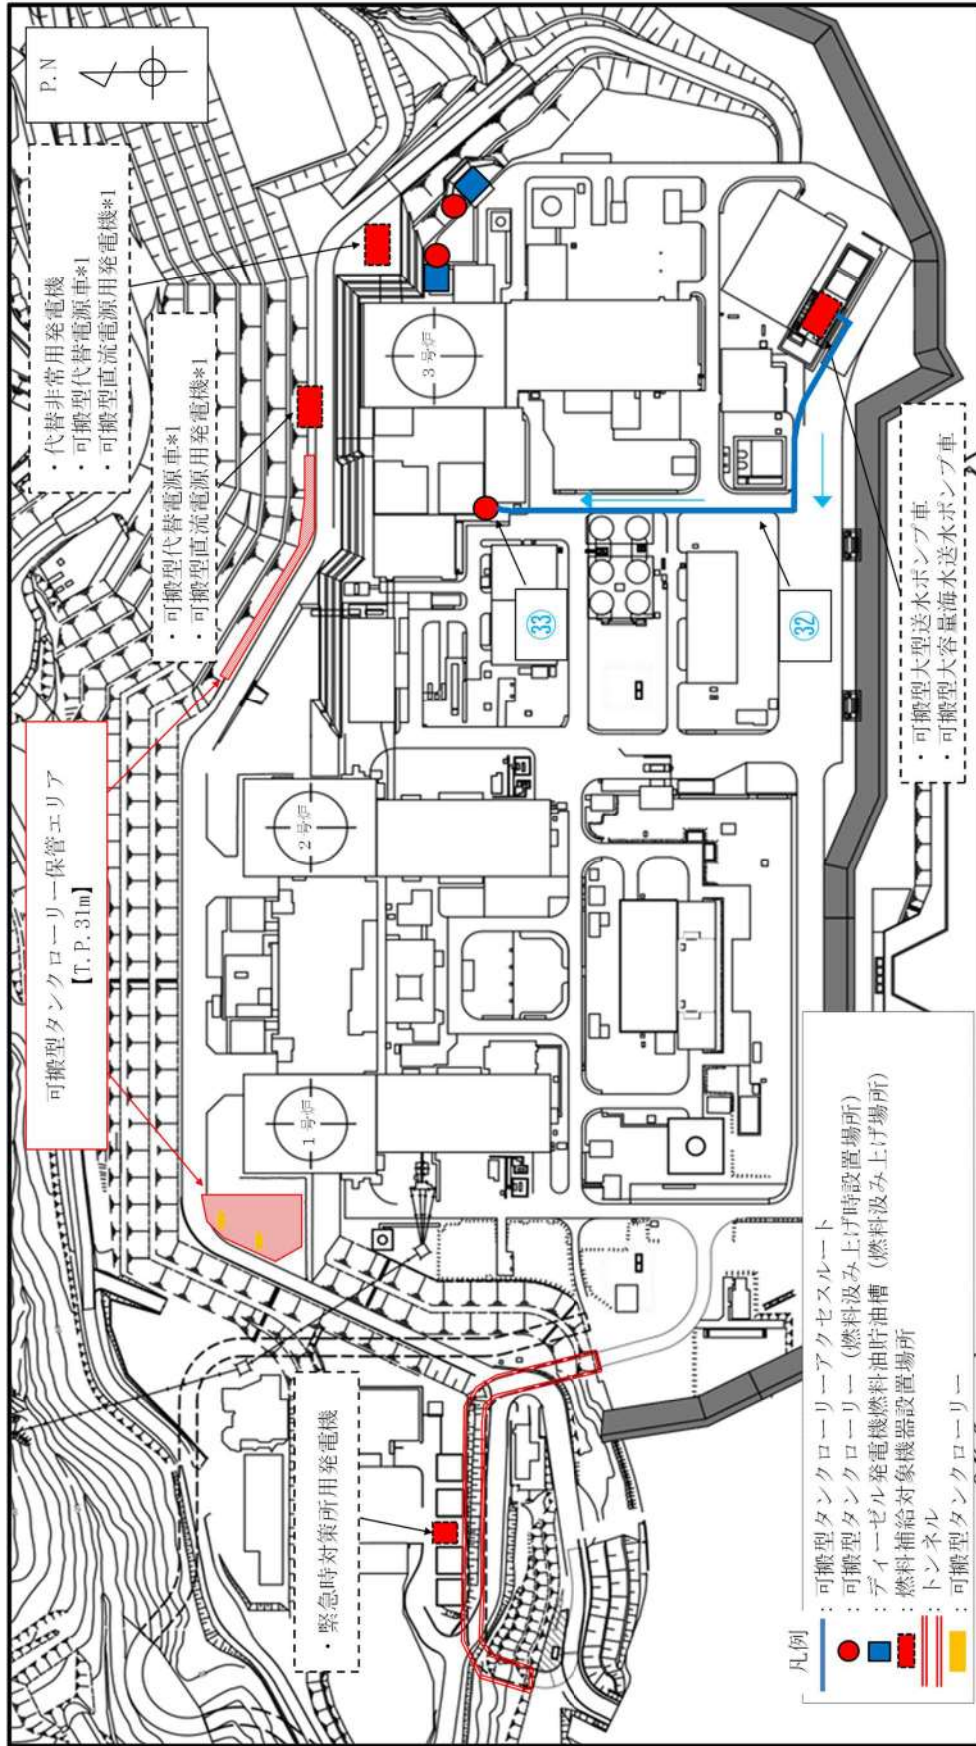 P.N
・代替非常用発電機
・可搬型代替電源車*1
・可搬型直流電源用発電機*1
・可搬型代替電源車*1
・可搬型直流電源用発電機*1
可搬型タンクローリー保管エリア
【T.P.31m】
・緊急時対策所用発電機
1号炉
2号炉
3号炉
㉝
㉜
・可搬型大型送水ポンプ車
・可搬型大容量海水送水ポンプ車
凡例
：可搬型タンクローリーアクセスルート
：可搬型タンクローリー（燃料汲み上げ時設置場所）
：ディーゼル発電機燃料油貯油槽（燃料汲み上げ場所）
：燃料補給対象機器設置場所
：トンネル
：可搬型タンクローリー